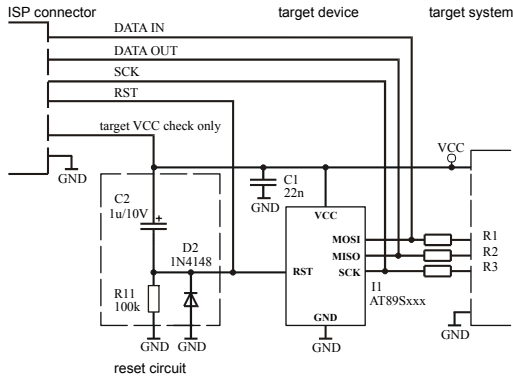 ISP connector
target device
target system
DATA IN
DATA OUT
SCK
RST
target VCC check only
GND
VCC
C1
22n
GND
C2
1u/10V
+
D2
1N4148
R11
100k
GND
GND
reset circuit
VCC
MOSI
MISO
RST
SCK
GND
I1
AT89Sxxx
GND
R1
R2
R3
GND